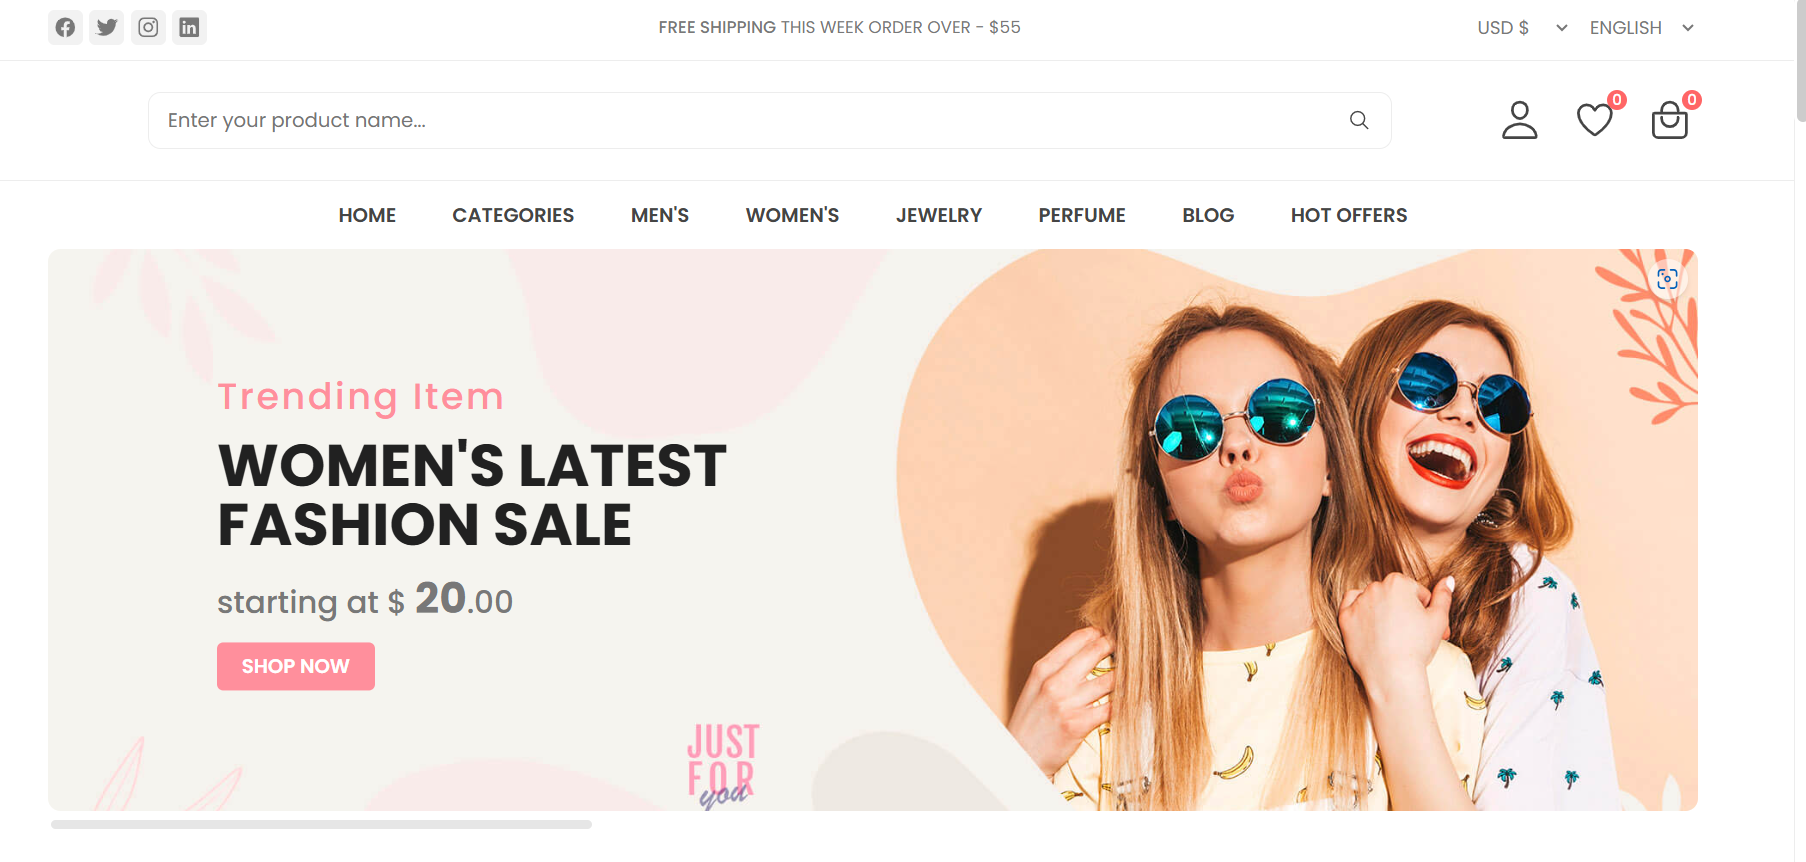 FREE SHIPPING THIS WEEK ORDER OVER - $55
USD $
ENGLISH
Enter your product name...
0
0
HOME
CATEGORIES
MEN'S
WOMEN'S
JEWELRY
PERFUME
BLOG
HOT OFFERS
Trending Item
WOMEN'S LATEST
FASHION SALE
starting at $ 20.00
SHOP NOW
JUST
FOR
you